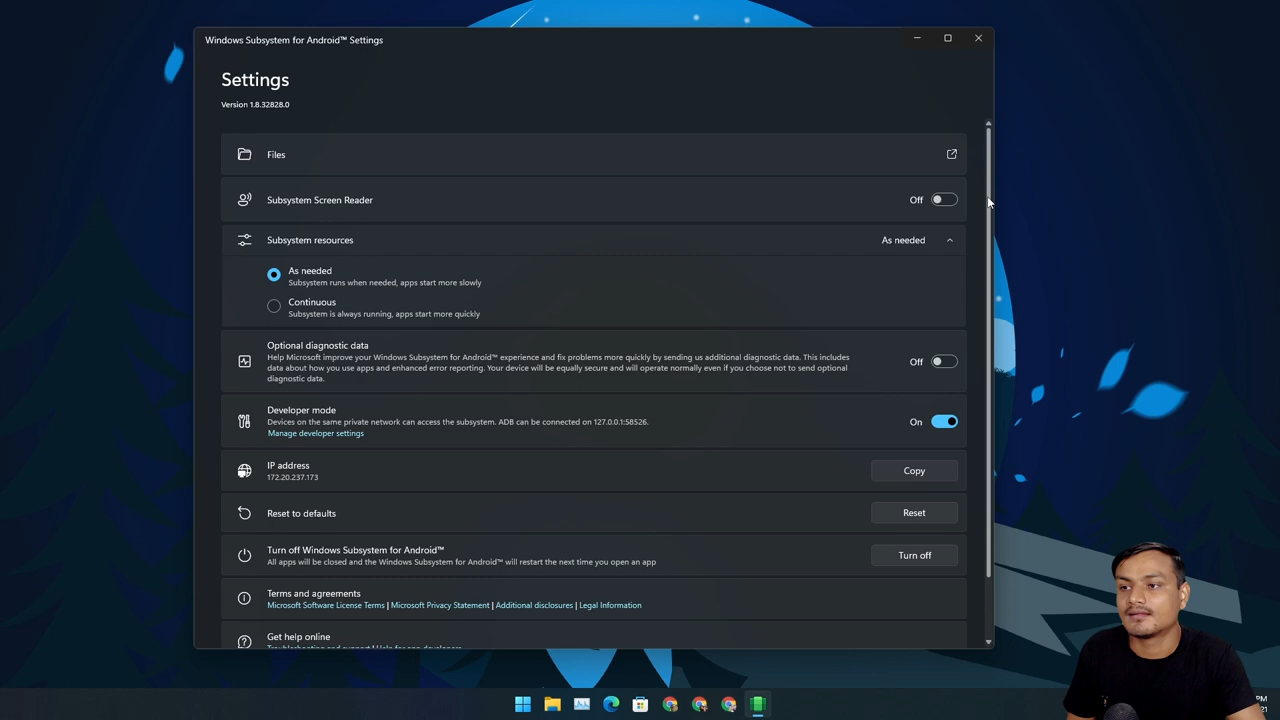 Windows Subsystem for Android™ Settings
Settings
Version 1.8.32828.0
Files
Subsystem Screen Reader
Off
Subsystem resources
As needed
As needed
Subsystem runs when needed, apps start more slowly
Continuous
Subsystem is always running, apps start more quickly
Optional diagnostic data
Help Microsoft improve your Windows Subsystem for Android™ experience and fix problems more quickly by sending us additional diagnostic data. This includes
data about how you use apps and enhanced error reporting. Your device will be equally secure and will operate normally even if you choose not to send optional
diagnostic data.
Off
Developer mode
Devices on the same private network can access the subsystem. ADB can be connected on 127.0.0.1:58526.
Manage developer settings
On
IP address
172.20.237.173
Copy
Reset to defaults
Reset
Turn off Windows Subsystem for Android™
All apps will be closed and the Windows Subsystem for Android™ will restart the next time you open an app
Turn off
Terms and agreements
Microsoft Software License Terms | Microsoft Privacy Statement | Additional disclosures | Legal Information
Get help online
Troubleshooting and support | Help for app developers
PM